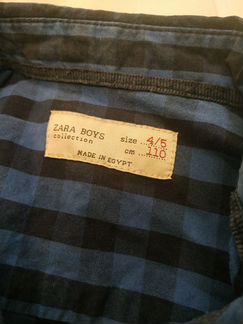 ZARA BOYS size 4/5
collection cm 110
MADE IN EGYPT